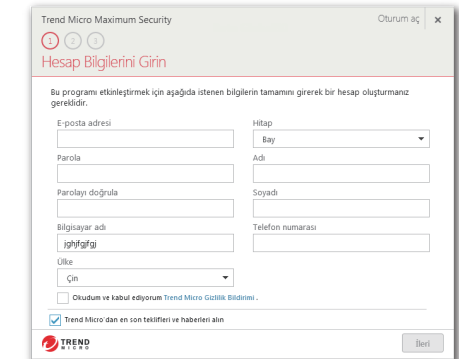 Trend Micro Maximum Security
Oturum aç
1 2 3
Hesap Bilgilerini Girin
Bu programı etkinleştirmek için aşağıda istenen bilgilerin tamamını girerek bir hesap oluşturmanız
gereklidir.
E-posta adresi
Hitap
Bay
Parola
Adı
Parolayı doğrula
Soyadı
Bilgisayar adı
Telefon numarası
jghjfgjfgj
Ülke
Çin
Okudum ve kabul ediyorum Trend Micro Gizlilik Bildirimi .
Trend Micro'dan en son teklifleri ve haberleri alın
TREND
MICRO
İleri